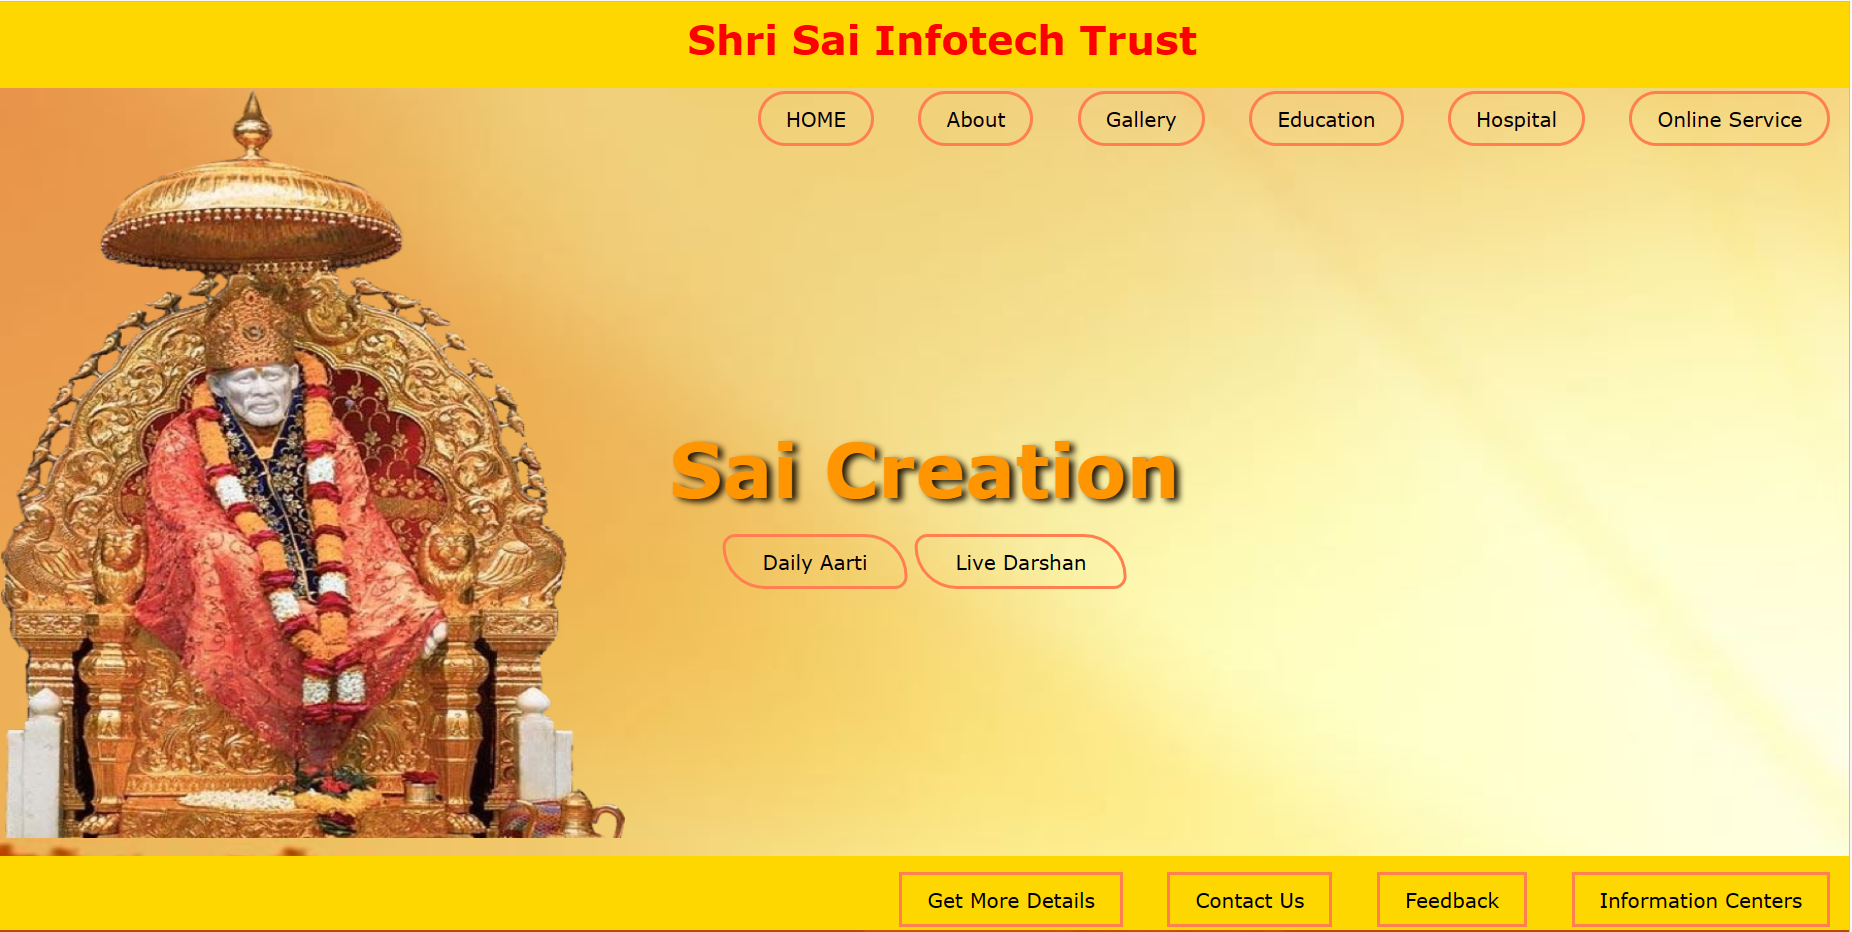 Shri Sai Infotech Trust
HOME About Gallery Education Hospital Online Service
Sai Creation
Daily Aarti Live Darshan
Get More Details Contact Us Feedback Information Centers